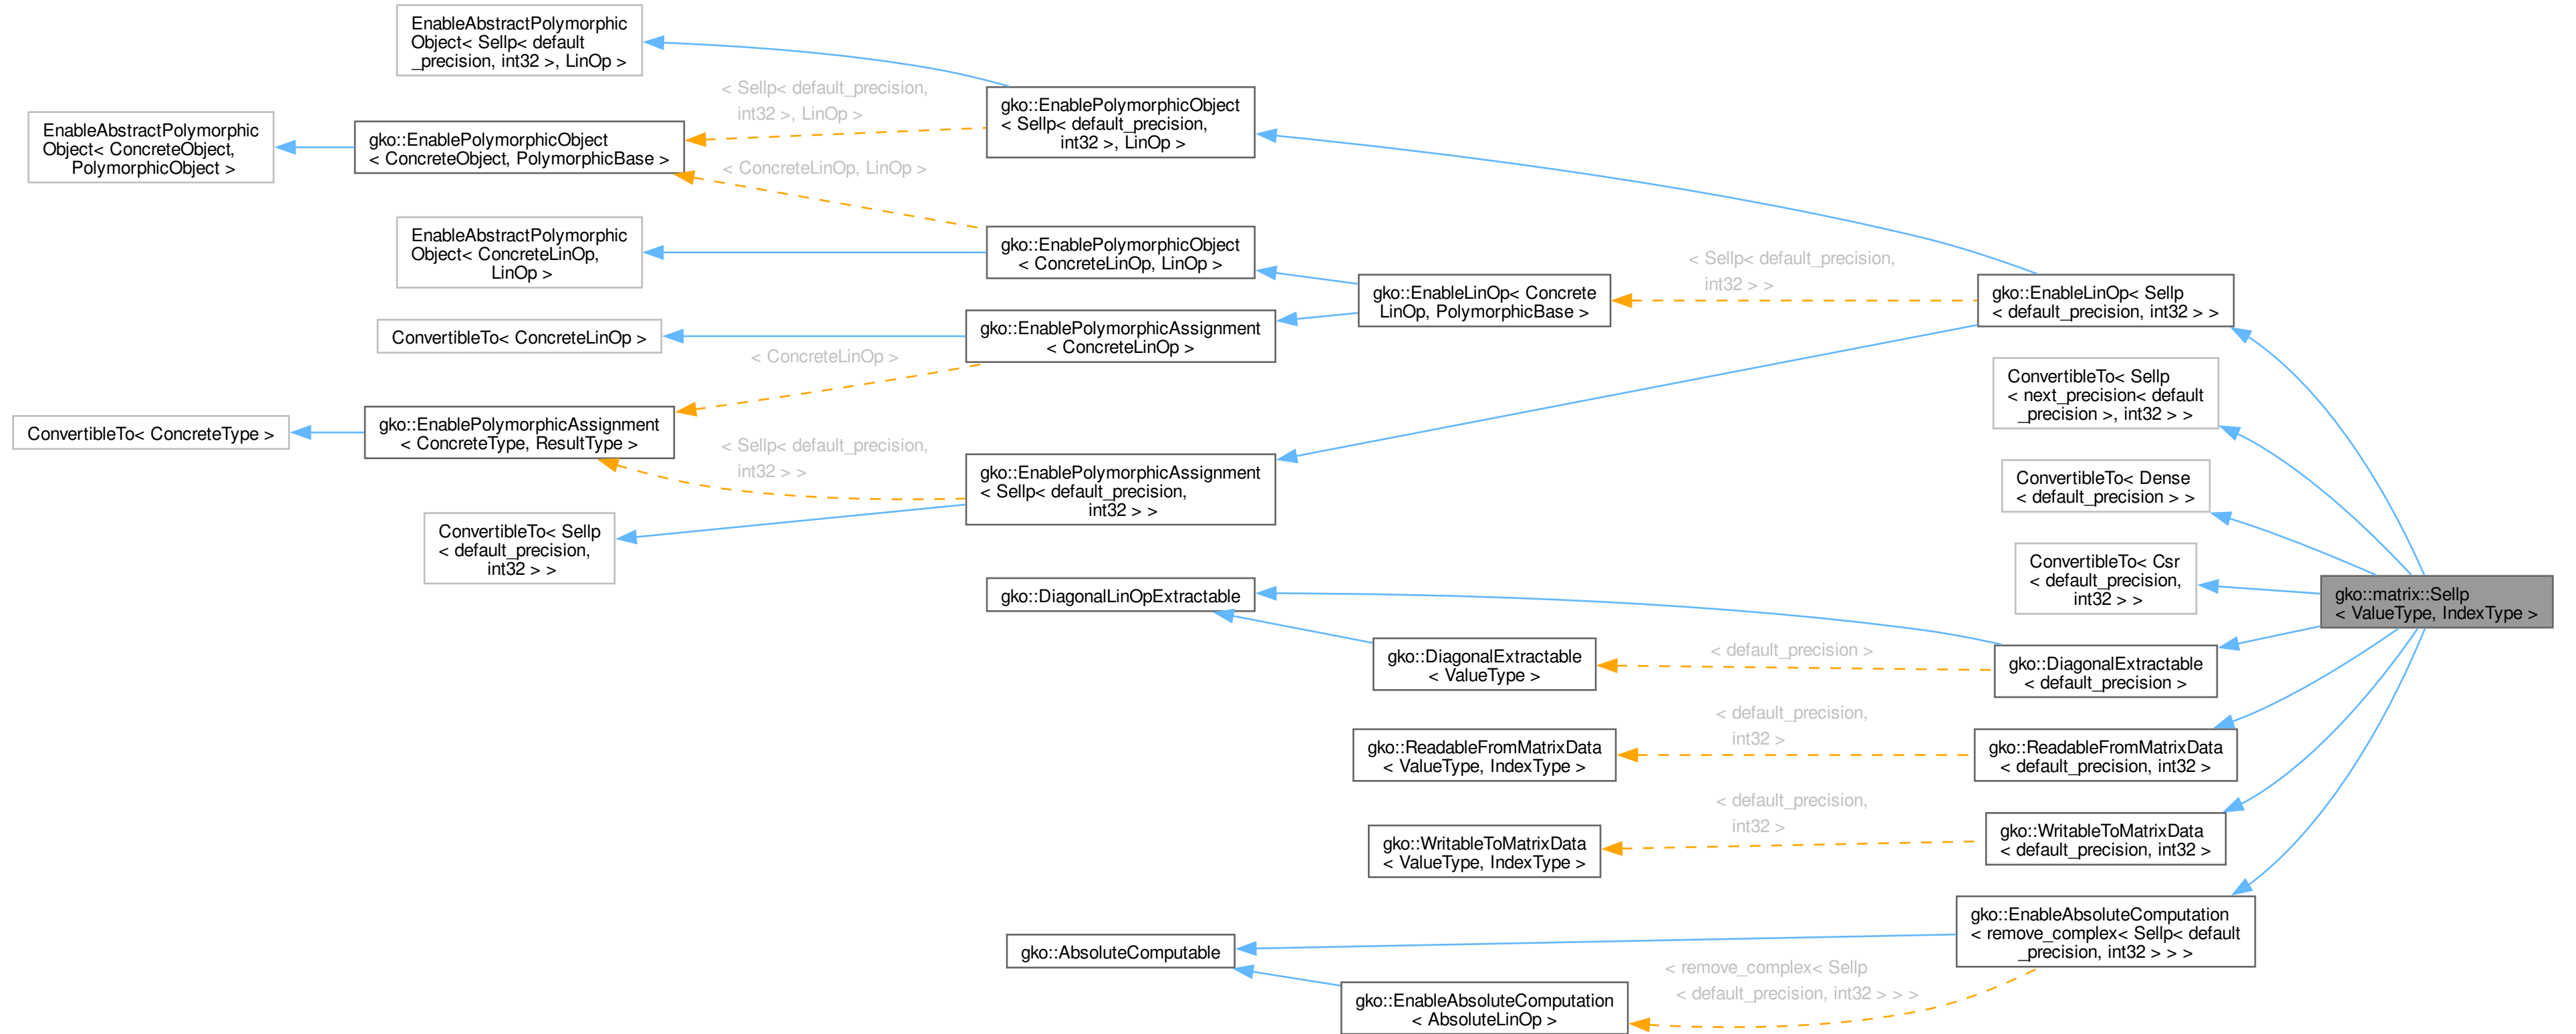 EnableAbstractPolymorphic
Object< Sellp< default
_precision, int32 >, LinOp >
EnableAbstractPolymorphic
Object< ConcreteObject,
PolymorphicObject >
gko::EnablePolymorphicObject
< ConcreteObject, PolymorphicBase >
< Sellp< default_precision,
int32 >, LinOp >
< ConcreteLinOp, LinOp >
gko::EnablePolymorphicObject
< Sellp< default_precision,
int32 >, LinOp >
EnableAbstractPolymorphic
Object< ConcreteLinOp,
LinOp >
gko::EnablePolymorphicObject
< ConcreteLinOp, LinOp >
ConvertibleTo< ConcreteLinOp >
gko::EnablePolymorphicAssignment
< ConcreteLinOp >
< ConcreteLinOp >
gko::EnableLinOp< Concrete
LinOp, PolymorphicBase >
< Sellp< default_precision,
int32 > >
gko::EnableLinOp< Sellp
< default_precision, int32 > >
ConvertibleTo< ConcreteType >
gko::EnablePolymorphicAssignment
< ConcreteType, ResultType >
< Sellp< default_precision,
int32 > >
gko::EnablePolymorphicAssignment
< Sellp< default_precision,
int32 > >
ConvertibleTo< Sellp
< default_precision,
int32 > >
ConvertibleTo< Sellp
< next_precision< default
_precision >, int32 > >
ConvertibleTo< Dense
< default_precision > >
ConvertibleTo< Csr
< default_precision,
int32 > >
gko::matrix::Sellp
< ValueType, IndexType >
gko::DiagonalLinOpExtractable
gko::DiagonalExtractable
< ValueType >
< default_precision >
gko::DiagonalExtractable
< default_precision >
gko::ReadableFromMatrixData
< ValueType, IndexType >
< default_precision,
int32 >
gko::ReadableFromMatrixData
< default_precision, int32 >
gko::WritableToMatrixData
< ValueType, IndexType >
< default_precision,
int32 >
gko::WritableToMatrixData
< default_precision, int32 >
gko::AbsoluteComputable
gko::EnableAbsoluteComputation
< AbsoluteLinOp >
< remove_complex< Sellp
< default_precision, int32 > > >
gko::EnableAbsoluteComputation
< remove_complex< Sellp< default
_precision, int32 > > >